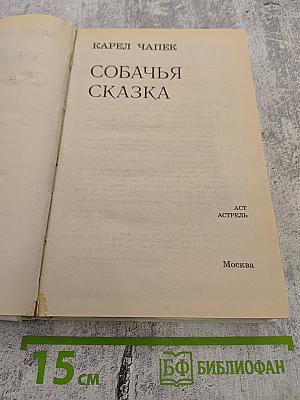 КАРЕЛ ЧАПЕК
СОБАЧЬЯ
СКАЗКА
АСТ
АСТРЕЛЬ
Москва
15 см
БФ БИБЛИОФАН